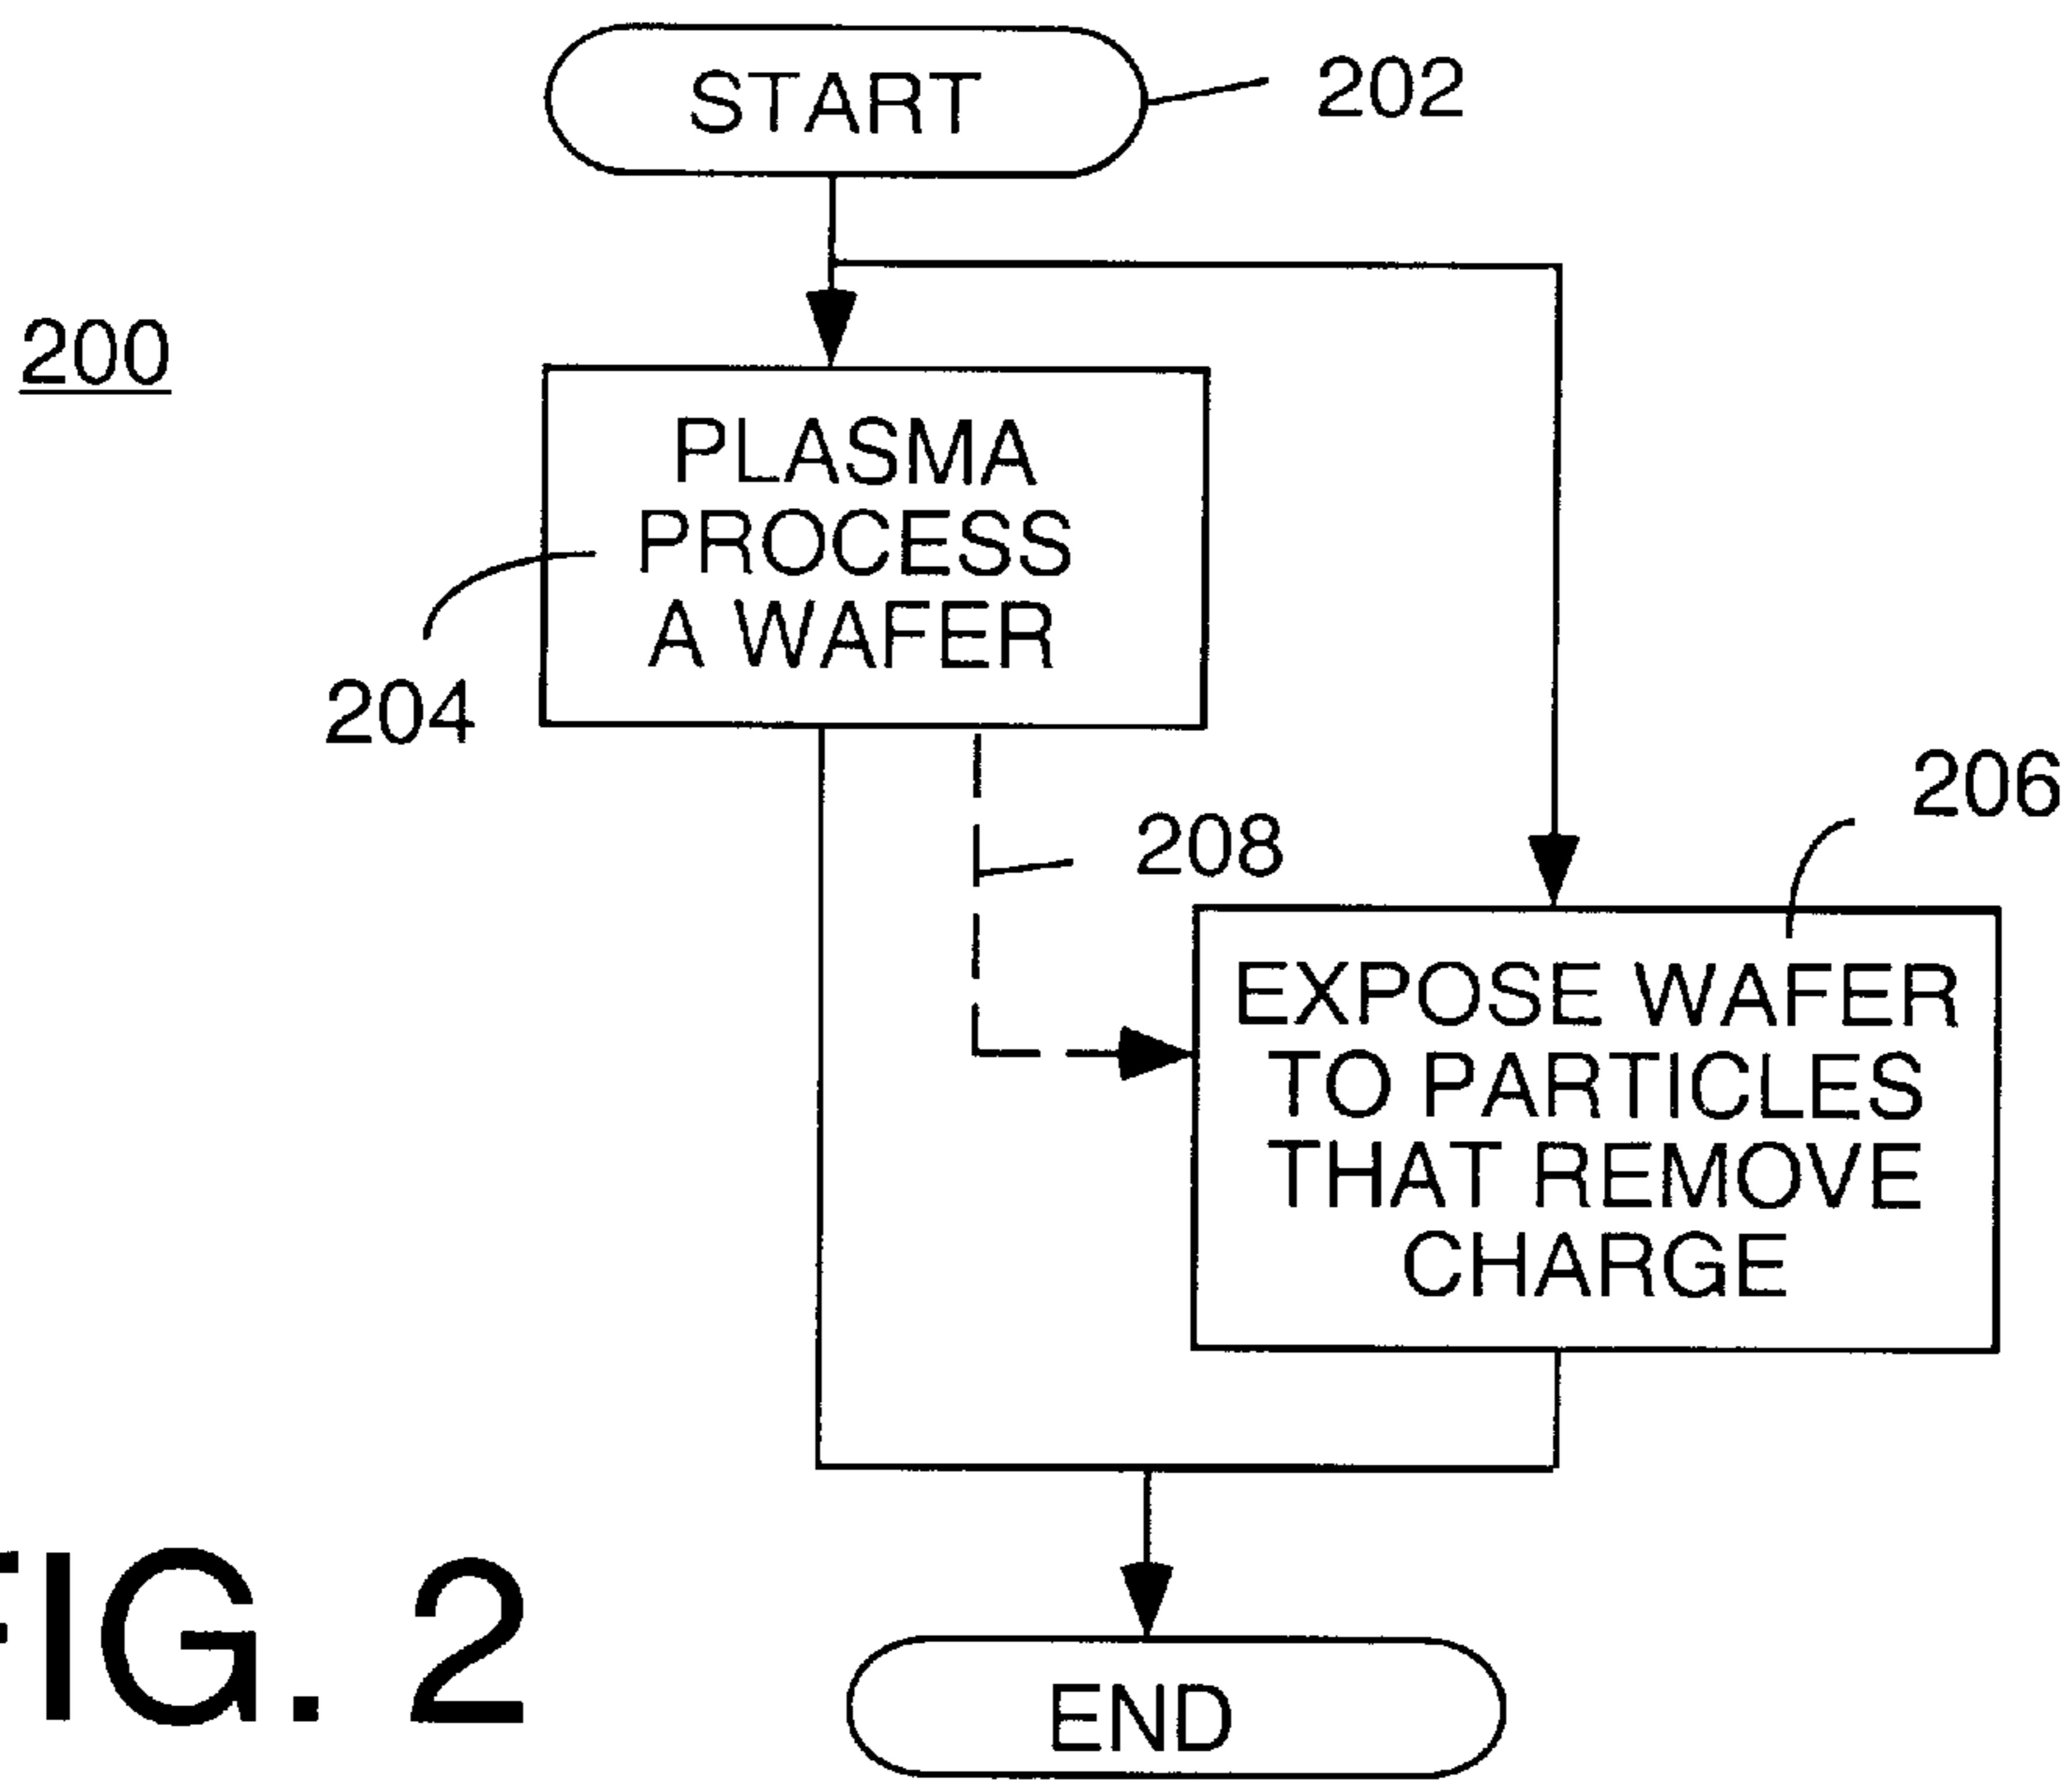 START
202
200
PLASMA
PROCESS
A WAFER
204
206
208
EXPOSE WAFER
TO PARTICLES
THAT REMOVE
CHARGE
FIG. 2
END